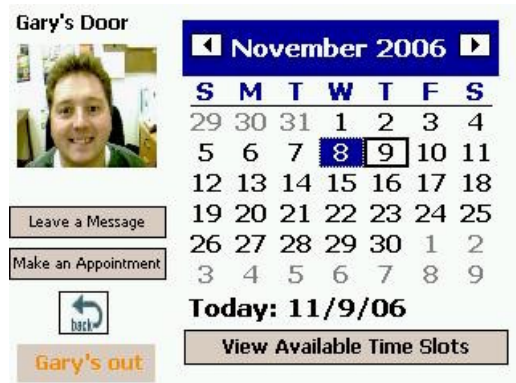 Gary's Door
Leave a Message
Make an Appointment
back
Gary's out
November 2006
S M T W T F S
29 30 31 1 2 3 4
5 6 7 8 9 10 11
12 13 14 15 16 17 18
19 20 21 22 23 24 25
26 27 28 29 30 1 2
3 4 5 6 7 8 9
Today: 11/9/06
View Available Time Slots